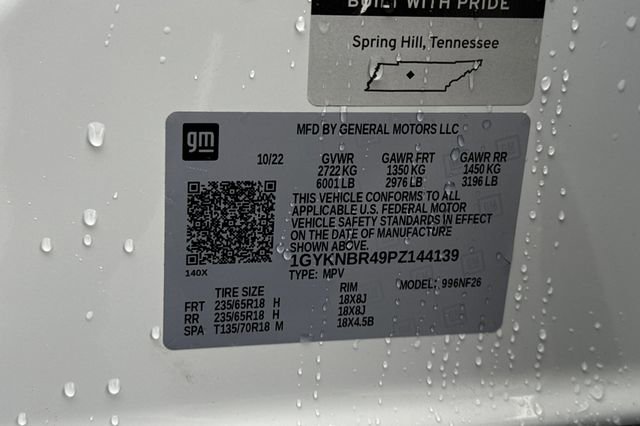 BUILT WITH PRIDE
Spring Hill, Tennessee
gm
MFD BY GENERAL MOTORS LLC
10/22 GVWR GAWR FRT GAWR RR
2722 KG 1350 KG 1450 KG
6001 LB 2976 LB 3196 LB
THIS VEHICLE CONFORMS TO ALL
APPLICABLE U.S. FEDERAL MOTOR
VEHICLE SAFETY STANDARDS IN EFFECT
ON THE DATE OF MANUFACTURE
SHOWN ABOVE.
140X
1GYKNBR49PZ144139
TYPE: MPV MODEL: 996NF26
TIRE SIZE RIM
FRT 235/65R18 H 18X8J
RR 235/65R18 H 18X8J
SPA T135/70R18 M 18X4.5B